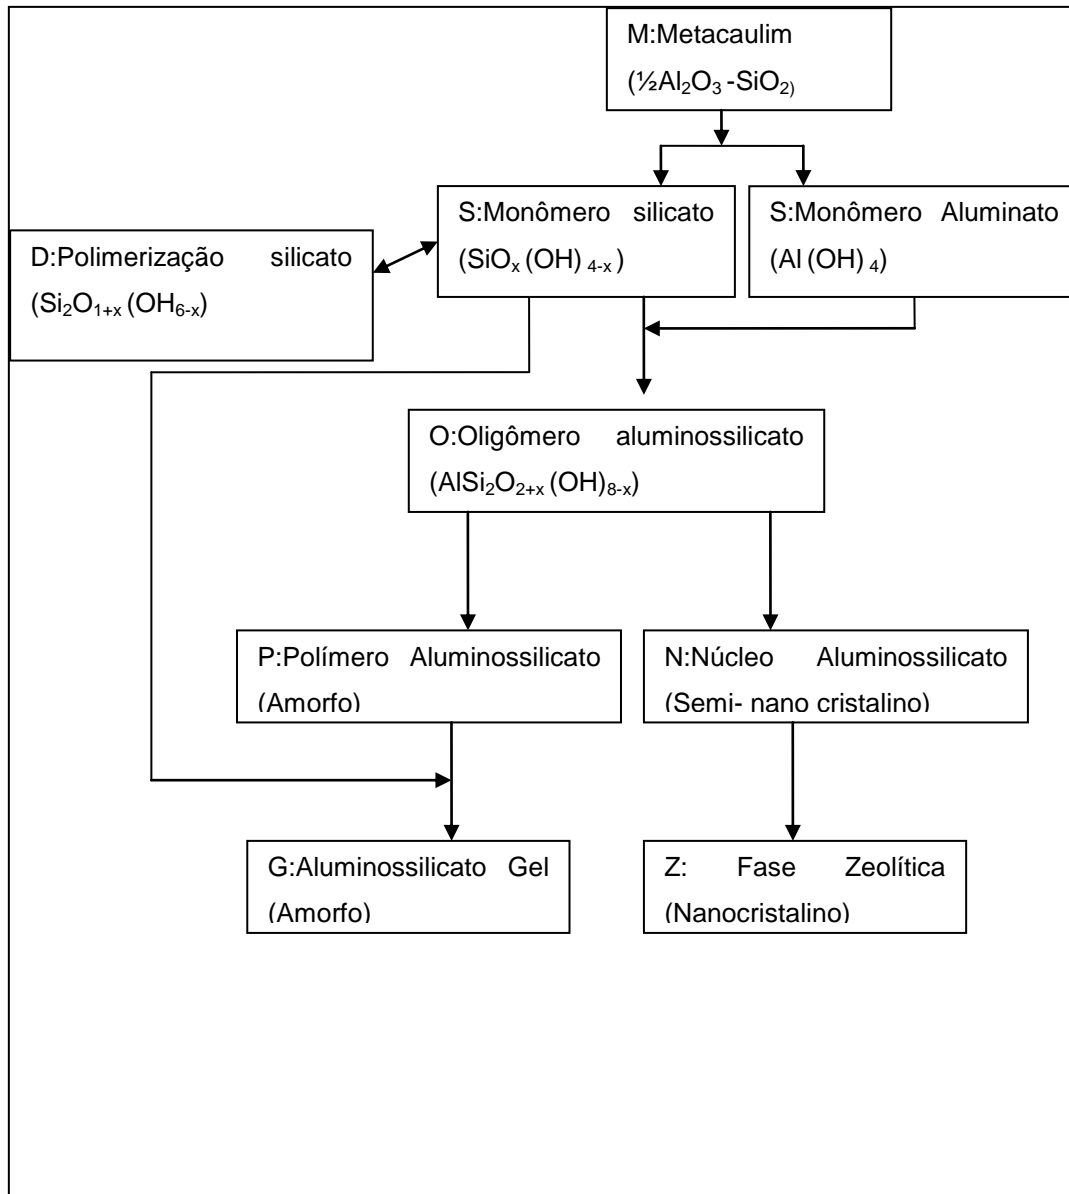 M:Metacaulim
(½Al₂O₃ -SiO₂)
S:Monômero silicato
(SiOₓ (OH) ₄₋ₓ )
S:Monômero Aluminato
(Al (OH) ₄)
D:Polimerização silicato
(Si₂O₁₊ₓ (OH₆₋ₓ)
O:Oligômero aluminossilicato
(AlSi₂O₂₊ₓ (OH)₈₋ₓ)
P:Polímero Aluminossilicato
(Amorfo)
N:Núcleo Aluminossilicato
(Semi- nano cristalino)
G:Aluminossilicato Gel
(Amorfo)
Z: Fase Zeolítica
(Nanocristalino)